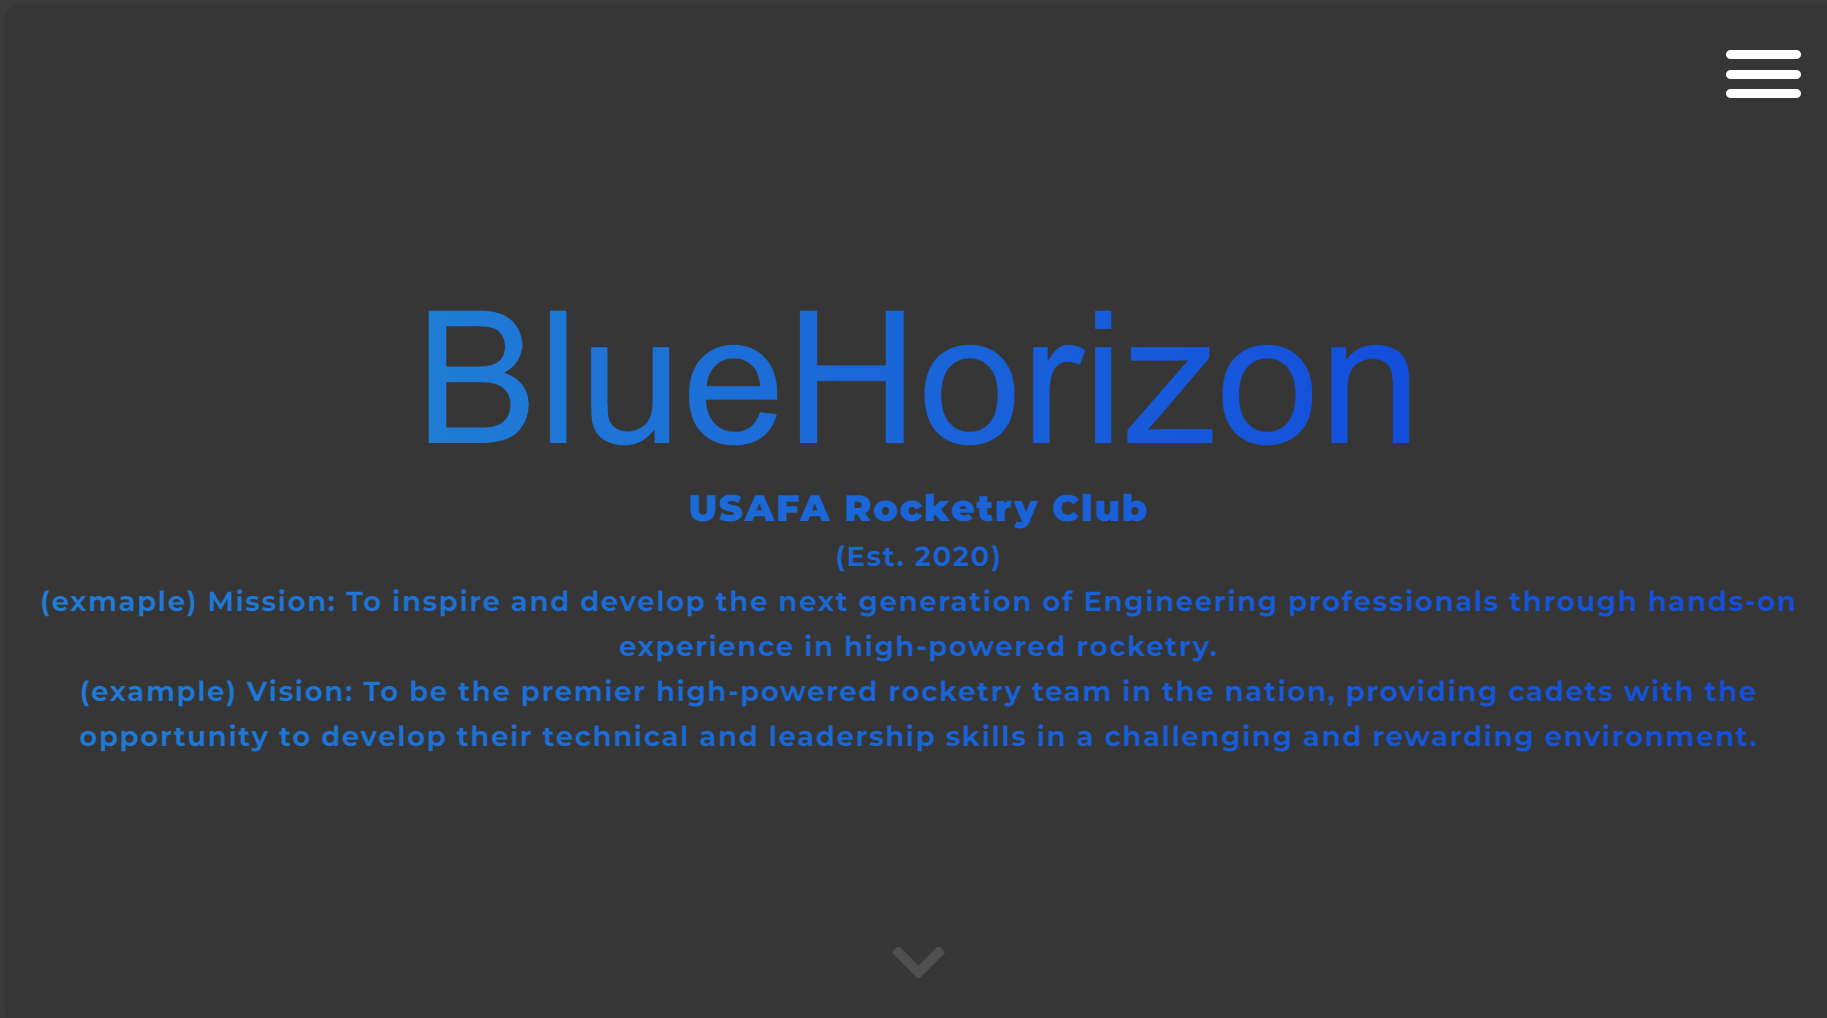 BlueHorizon
USAFA Rocketry Club
(Est. 2020)
(exmaple) Mission: To inspire and develop the next generation of Engineering professionals through hands-on
experience in high-powered rocketry.
(example) Vision: To be the premier high-powered rocketry team in the nation, providing cadets with the
opportunity to develop their technical and leadership skills in a challenging and rewarding environment.